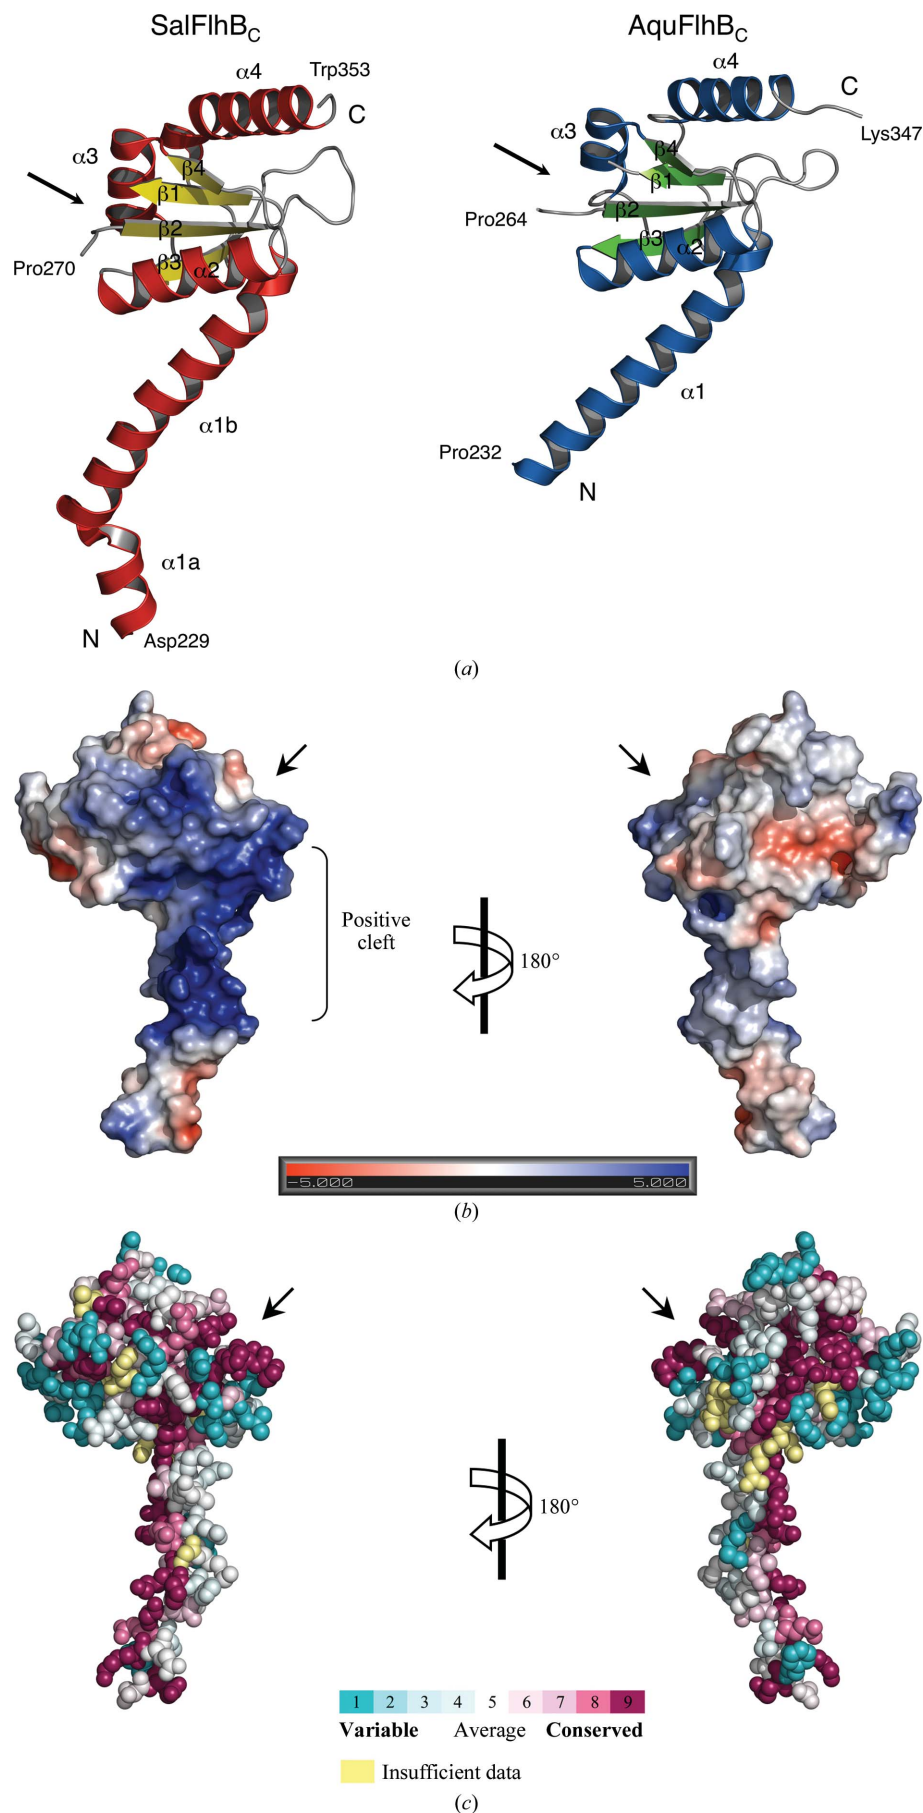 SalFlhBC
AquFlhBC
α4
Trp353
C
α3
β4
β1
β2
β3
α2
Pro270
α1b
α1a
N
Asp229
α4
C
Lys347
α3
β4
β1
β2
β3
α2
Pro264
α1
Pro232
N
(a)
Positive
cleft
180°
-5.000 5.000
(b)
180°
1 2 3 4 5 6 7 8 9
Variable Average Conserved
Insufficient data
(c)